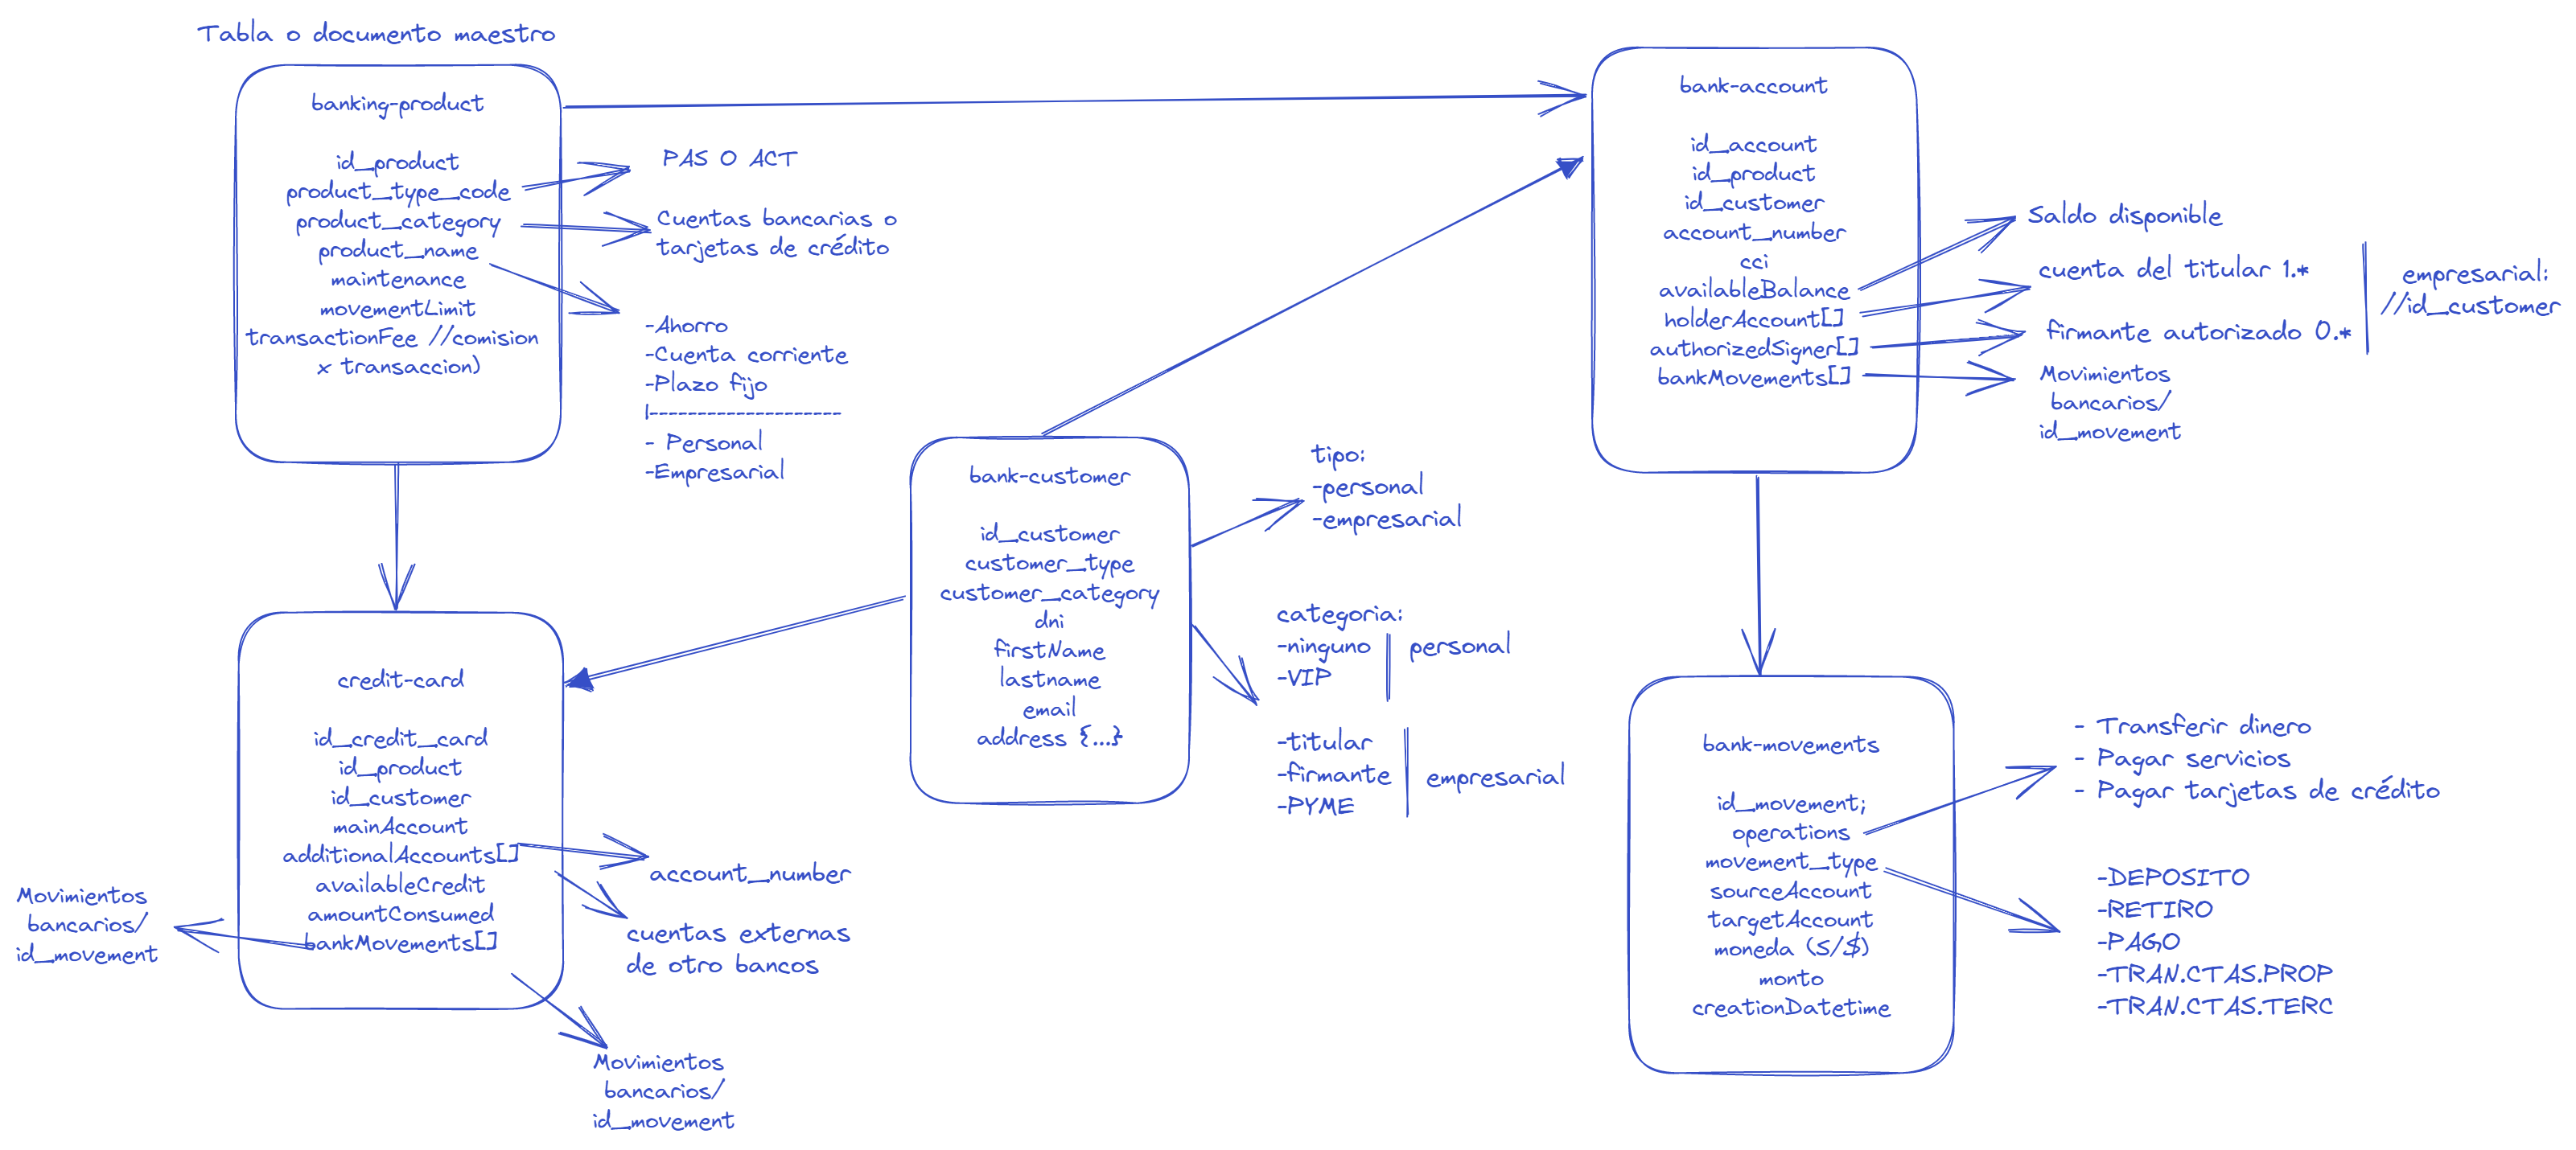 Tabla o documento maestro
banking-product
id_product
product_type_code
product_category
product_name
maintenance
movementLimit
transactionFee //comision
x transaccion)
PAS O ACT
Cuentas bancarias o
tarjetas de crédito
-Ahorro
-Cuenta corriente
-Plazo fijo
|--------------------
- Personal
-Empresarial
bank-account
id_account
id_product
id_customer
account_number
cci
availableBalance
holderAccount[]
authorizedSigner[]
bankMovements[]
Saldo disponible
cuenta del titular 1.*
firmante autorizado 0.*
empresarial:
//id_customer
Movimientos
bancarios/
id_movement
bank-customer
id_customer
customer_type
customer_category
dni
firstName
lastname
email
address {...}
tipo:
-personal
-empresarial
categoria:
-ninguno
-VIP
personal
-titular
-firmante
-PYME
empresarial
credit-card
id_credit_card
id_product
id_customer
mainAccount
additionalAccounts[]
availableCredit
amountConsumed
bankMovements[]
account_number
cuentas externas
de otro bancos
Movimientos
bancarios/
id_movement
Movimientos
bancarios/
id_movement
bank-movements
id_movement;
operations
movement_type
sourceAccount
targetAccount
moneda (S/$)
monto
creationDatetime
- Transferir dinero
- Pagar servicios
- Pagar tarjetas de crédito
-DEPOSITO
-RETIRO
-PAGO
-TRAN.CTAS.PROP
-TRAN.CTAS.TERC